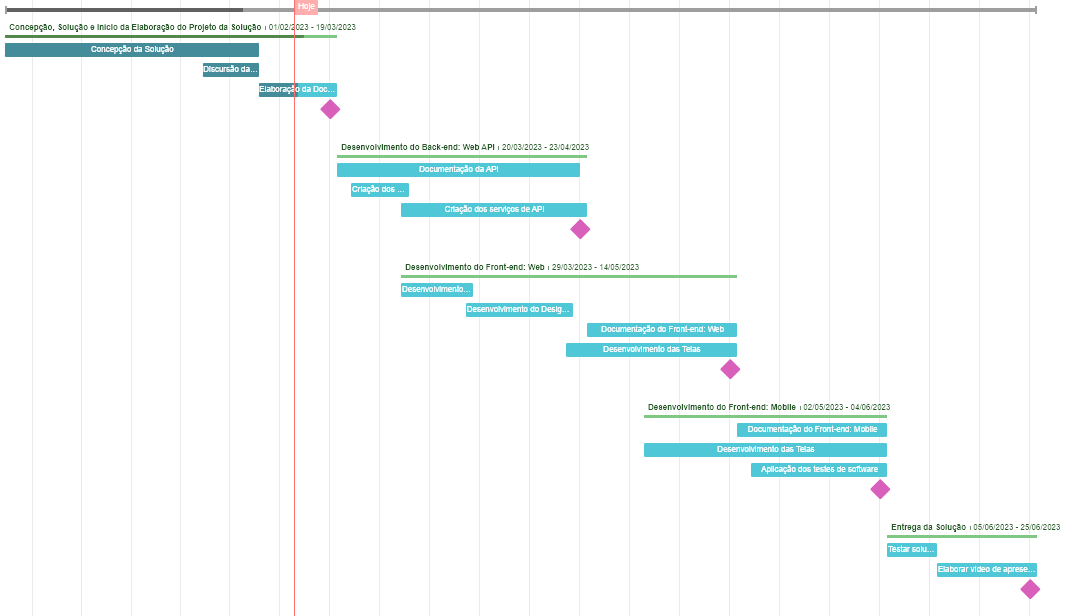 Hoje
Concepção, Solução e Início da Elaboração do Projeto da Solução : 01/02/2023 - 19/03/2023
Concepção da Solução
Discursão da...
Elaboração da Doc...
Desenvolvimento do Back-end: Web API : 20/03/2023 - 23/04/2023
Documentação da API
Criação dos ...
Criação dos serviços de API
Desenvolvimento do Front-end: Web : 29/03/2023 - 14/05/2023
Desenvolvimento...
Desenvolvimento do Desig...
Documentação do Front-end: Web
Desenvolvimento das Telas
Desenvolvimento do Front-end: Mobile : 02/05/2023 - 04/06/2023
Documentação do Front-end: Mobile
Desenvolvimento das Telas
Aplicação dos testes de software
Entrega da Solução : 05/06/2023 - 25/06/2023
Testar solu...
Elaborar vídeo de aprese...